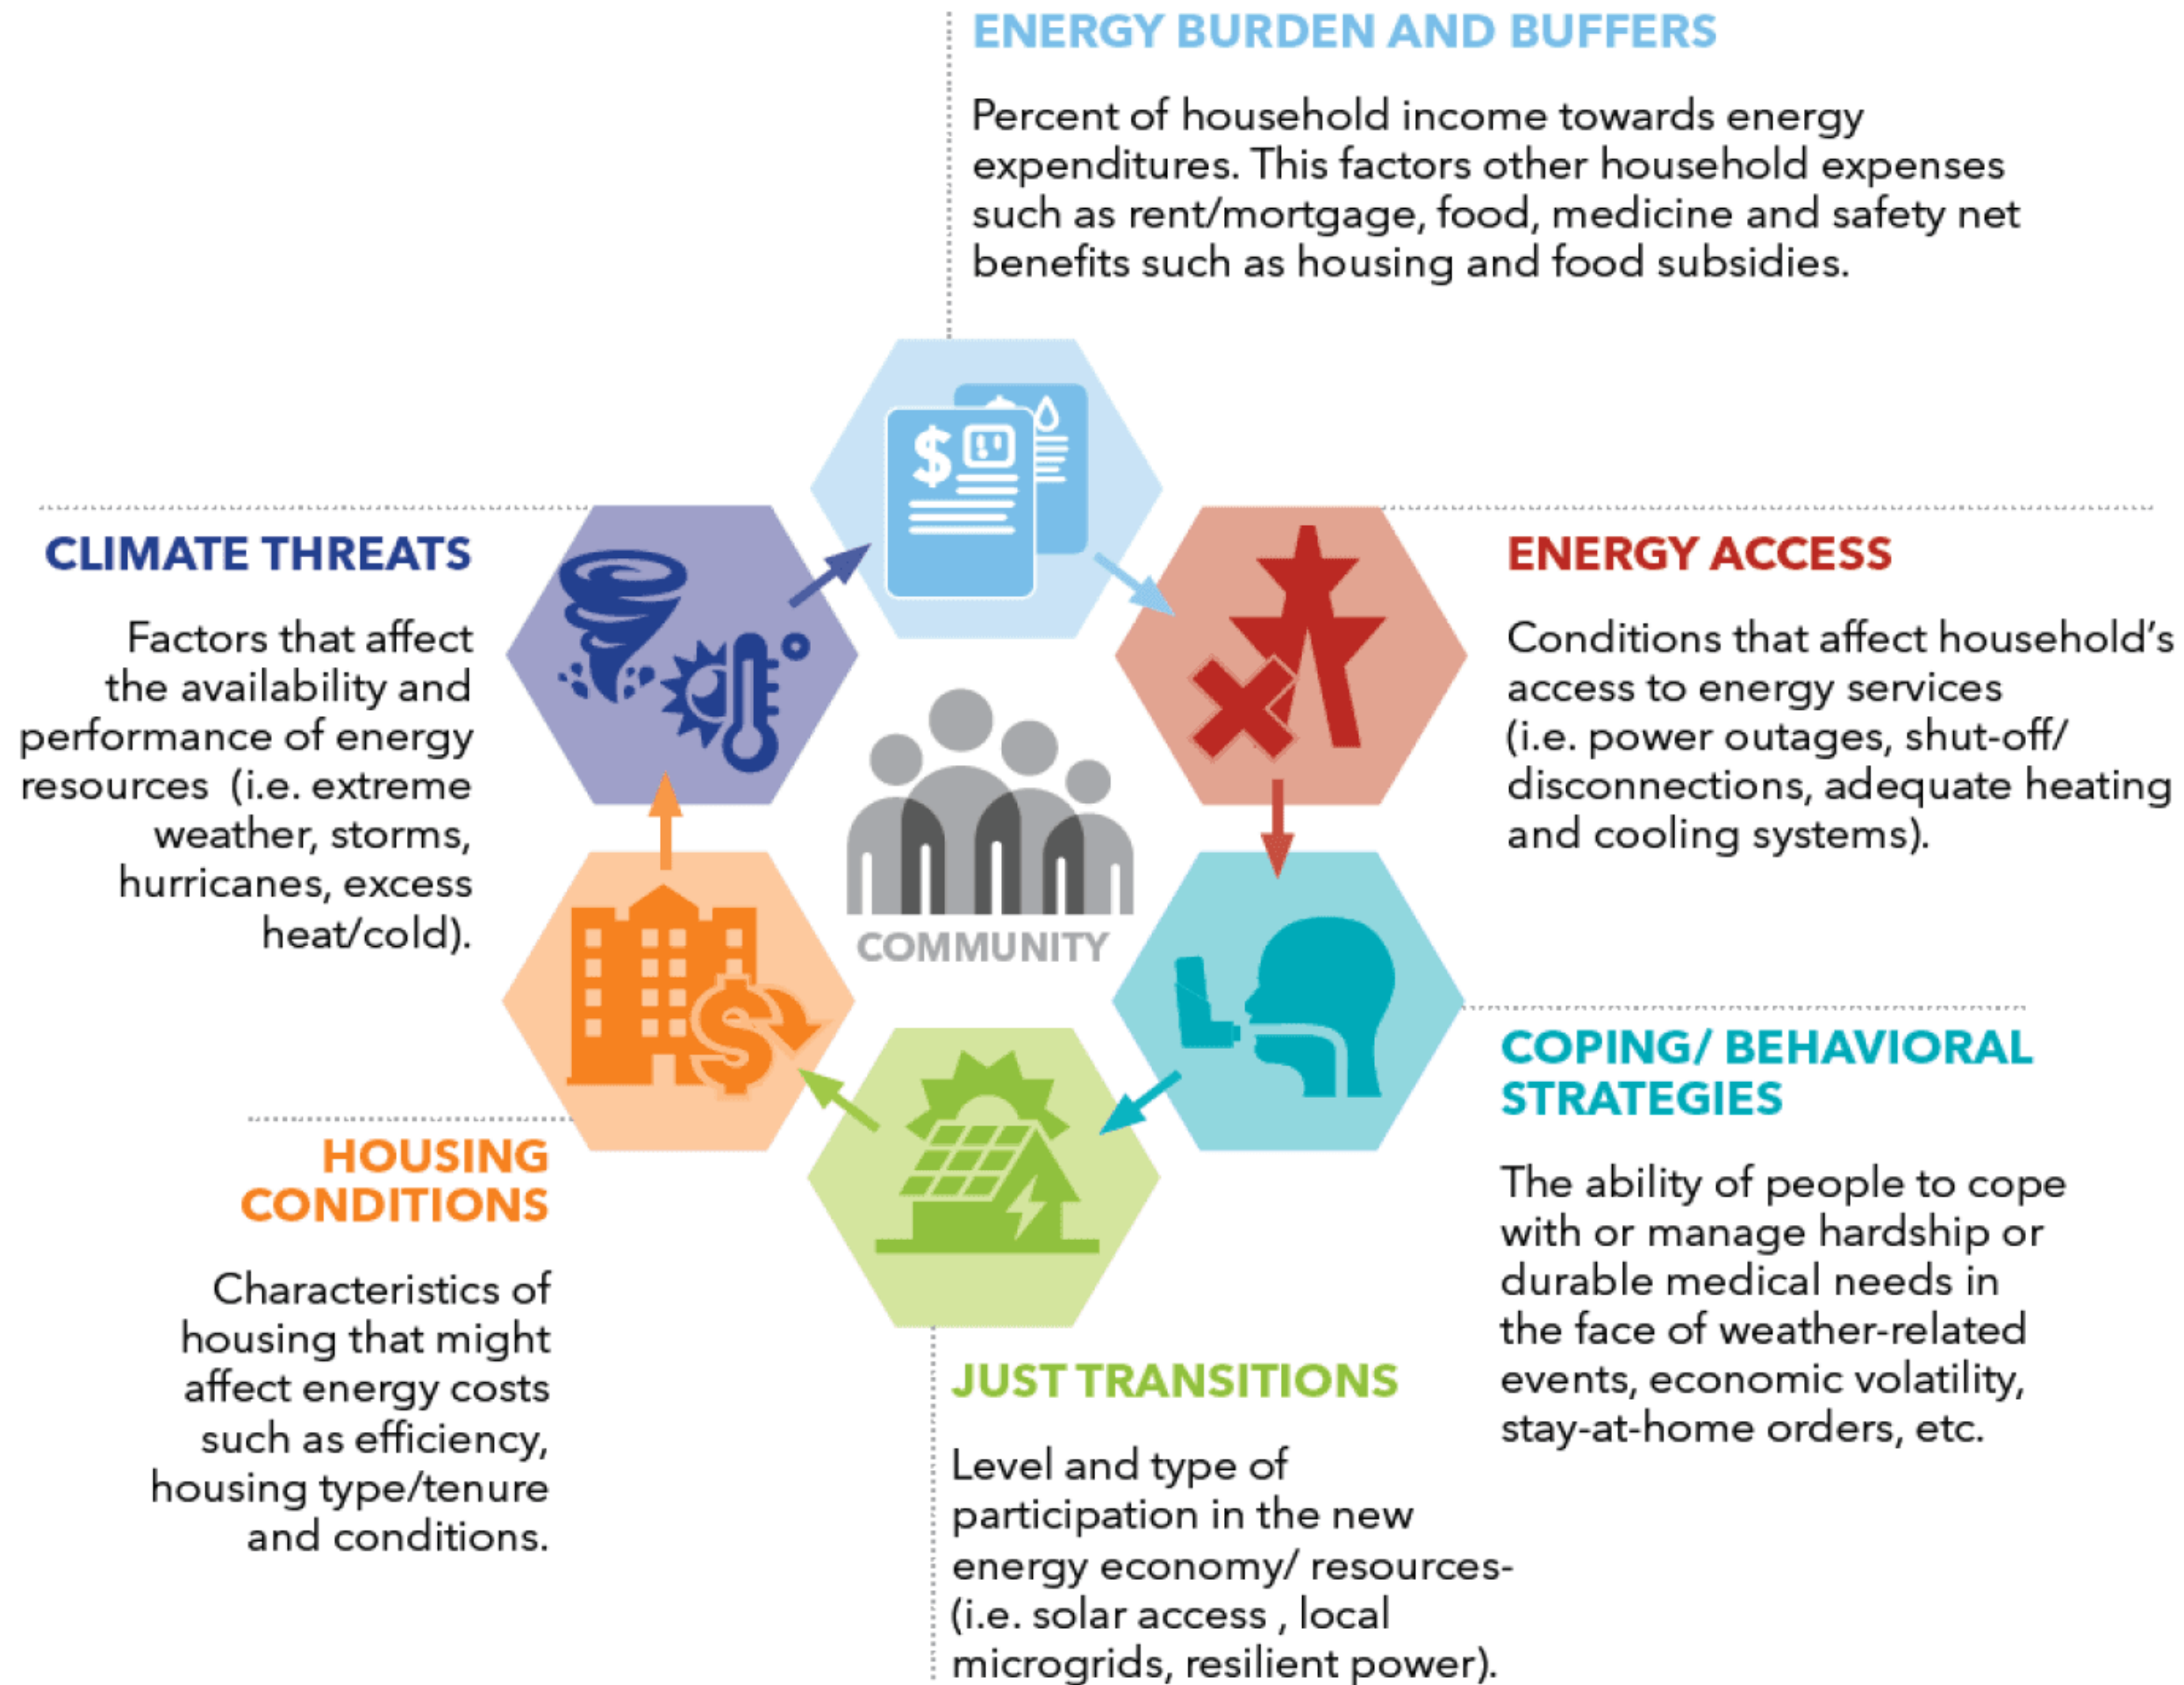 ENERGY BURDEN AND BUFFERS
Percent of household income towards energy
expenditures. This factors other household expenses
such as rent/mortgage, food, medicine and safety net
benefits such as housing and food subsidies.
$
CLIMATE THREATS
Factors that affect
the availability and
performance of energy
resources (i.e. extreme
weather, storms,
hurricanes, excess
heat/cold).
ENERGY ACCESS
Conditions that affect household's
access to energy services
(i.e. power outages, shut-off/
disconnections, adequate heating
and cooling systems).
COMMUNITY
$
COPING/ BEHAVIORAL
STRATEGIES
The ability of people to cope
with or manage hardship or
durable medical needs in
the face of weather-related
events, economic volatility,
stay-at-home orders, etc.
HOUSING
CONDITIONS
Characteristics of
housing that might
affect energy costs
such as efficiency,
housing type/tenure
and conditions.
JUST TRANSITIONS
Level and type of
participation in the new
energy economy/ resources-
(i.e. solar access , local
microgrids, resilient power).